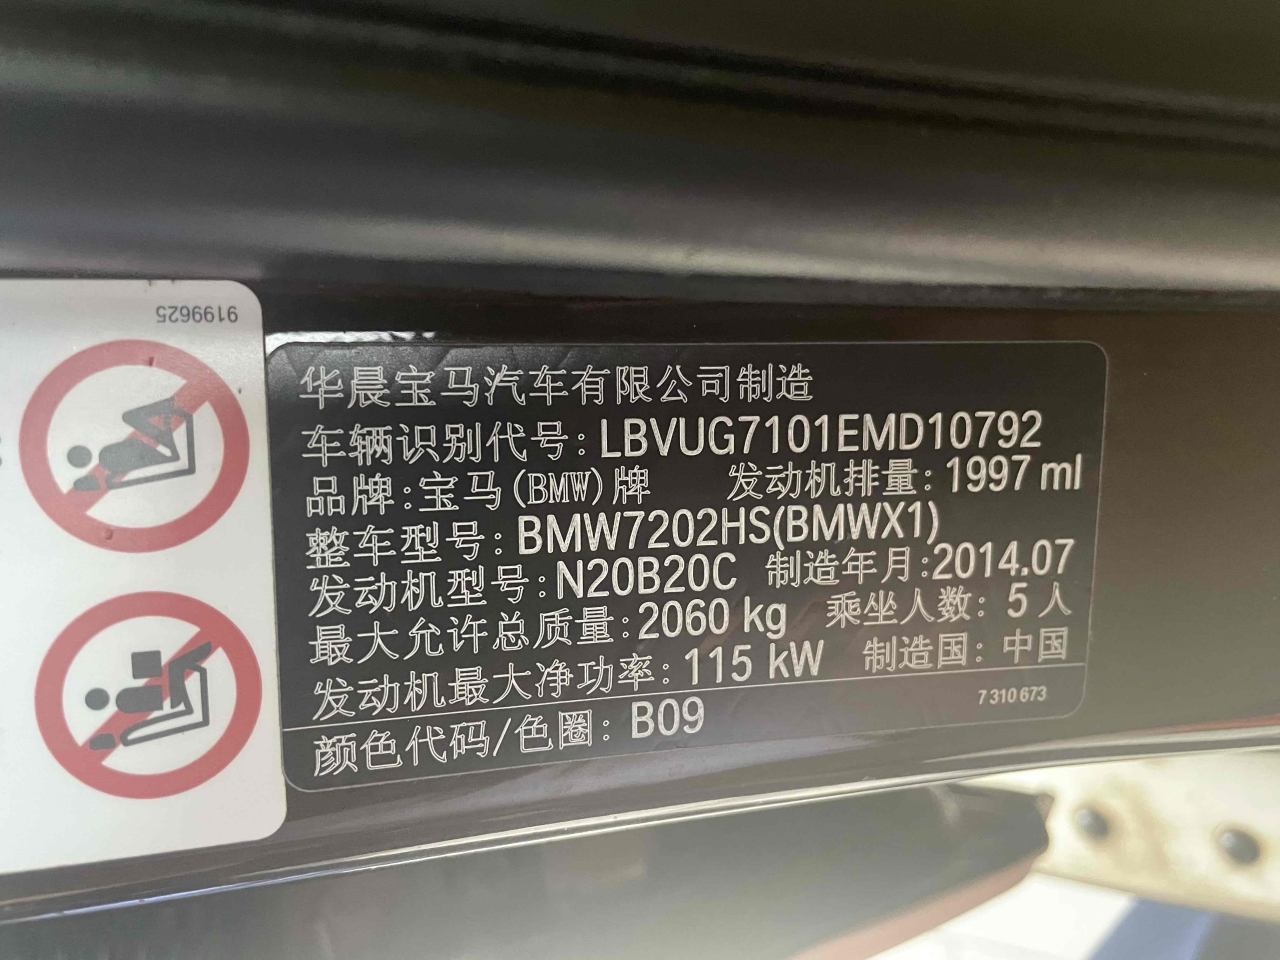 9199625
华晨宝马汽车有限公司制造
车辆识别代号: LBVUG7101EMD10792
品牌:宝马(BMW)牌 发动机排量: 1997 ml
整车型号: BMW7202HS(BMWX1)
发动机型号: N20B20C 制造年月:2014.07
最大允许总质量: 2060 kg 乘坐人数: 5 人
发动机最大净功率: 115 kW 制造国: 中国
7 310 673
颜色代码/色圈: B09